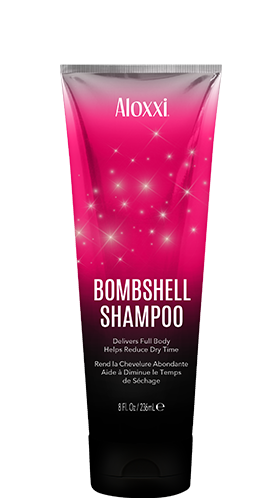 Aloxxi
BOMBSHELL
SHAMPOO
Delivers Full Body
Helps Reduce Dry Time
Rend la Chevelure Abondante
Aide à Diminue le Temps
de Séchage
8 Fl. Oz / 236mL ℮